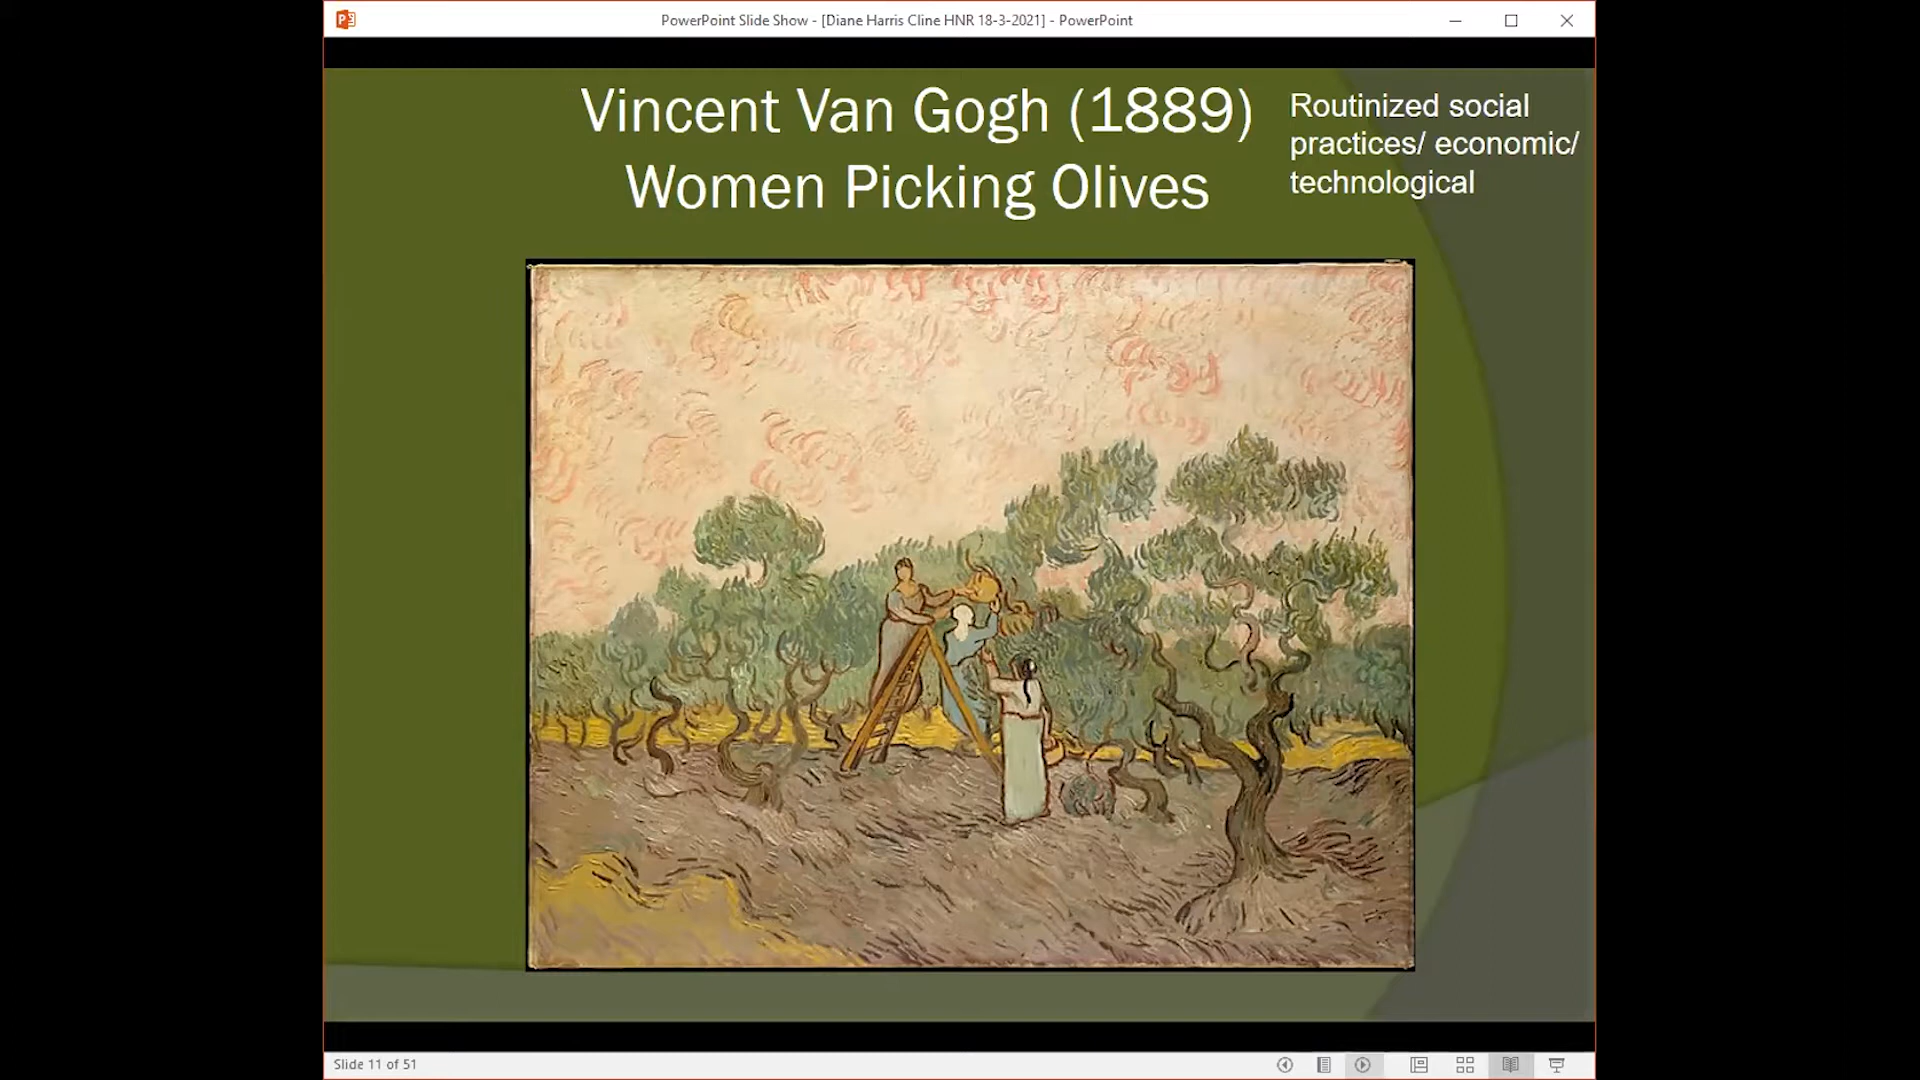 PowerPoint Slide Show - [Diane Harris Cline HNR 18-3-2021] - PowerPoint
Vincent Van Gogh (1889)
Women Picking Olives
Routinized social
practices/ economic/
technological
Slide 11 of 51